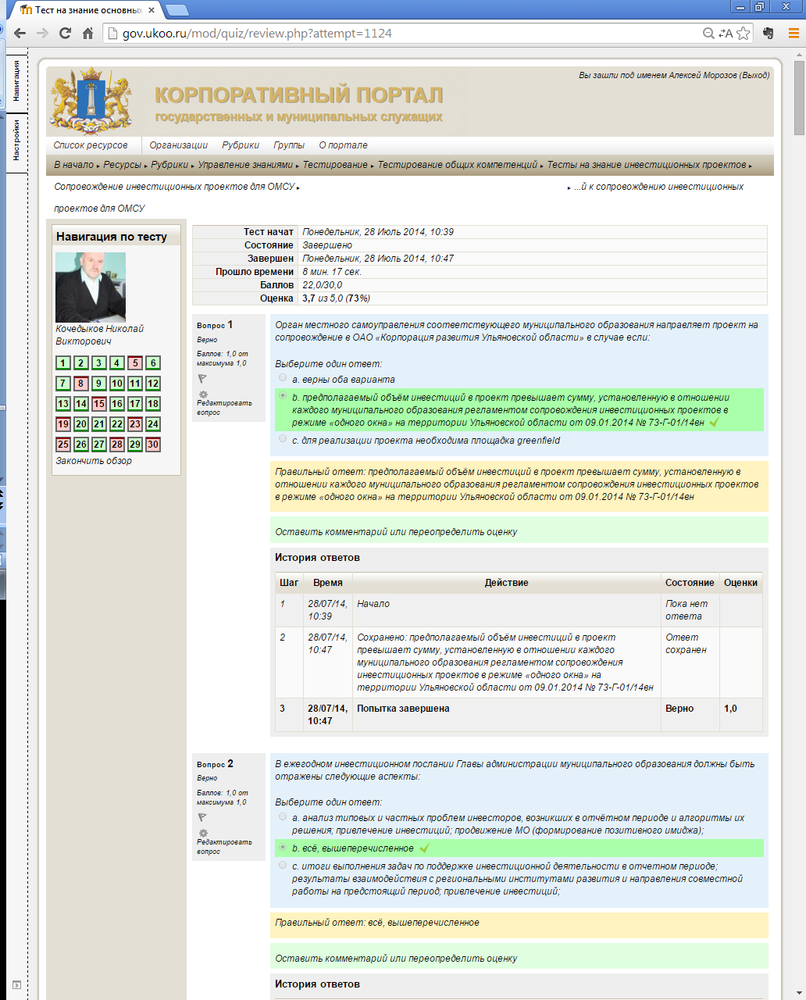 Тест на знание основных
gov.ukoo.ru/mod/quiz/review.php?attempt=1124
Навигация
Настройки
Вы зашли под именем Алексей Морозов (Выход)
КОРПОРАТИВНЫЙ ПОРТАЛ
государственных и муниципальных служащих
Список ресурсов Организации Рубрики Группы О портале
В начало ► Ресурсы ► Рубрики ► Управление знаниями ► Тестирование ► Тестирование общих компетенций ► Тесты на знание инвестиционных проектов ►
Сопровождение инвестиционных проектов для ОМСУ ► ► ...й к сопровождению инвестиционных
проектов для ОМСУ
Навигация по тесту
Кочедыков Николай
Викторович
1 2 3 4 5 6
7 8 9 10 11 12
13 14 15 16 17 18
19 20 21 22 23 24
25 26 27 28 29 30
Закончить обзор
Тест начат Понедельник, 28 Июль 2014, 10:39
Состояние Завершено
Завершен Понедельник, 28 Июль 2014, 10:47
Прошло времени 8 мин. 17 сек.
Баллов 22,0/30,0
Оценка 3,7 из 5,0 (73%)
Вопрос 1
Верно
Баллов: 1,0 от
максимума 1,0
Редактировать
вопрос
Орган местного самоуправления соответствующего муниципального образования направляет проект на
сопровождение в ОАО «Корпорация развития Ульяновской области» в случае если:
Выберите один ответ:
a. верны оба варианта
b. предполагаемый объём инвестиций в проект превышает сумму, установленную в отношении
каждого муниципального образования регламентом сопровождения инвестиционных проектов в
режиме «одного окна» на территории Ульяновской области от 09.01.2014 № 73-Г-01/14вн
c. для реализации проекта необходима площадка greenfield
Правильный ответ: предполагаемый объём инвестиций в проект превышает сумму, установленную в
отношении каждого муниципального образования регламентом сопровождения инвестиционных проектов
в режиме «одного окна» на территории Ульяновской области от 09.01.2014 № 73-Г-01/14вн
Оставить комментарий или переопределить оценку
История ответов
Шаг Время Действие Состояние Оценки
1 28/07/14, Начало Пока нет
10:39 ответа
2 28/07/14, Сохранено: предполагаемый объём инвестиций в проект Ответ
10:47 превышает сумму, установленную в отношении каждого сохранен
муниципального образования регламентом сопровождения
инвестиционных проектов в режиме «одного окна» на
территории Ульяновской области от 09.01.2014 № 73-Г-01/14вн
3 28/07/14, Попытка завершена Верно 1,0
10:47
Вопрос 2
Верно
Баллов: 1,0 от
максимума 1,0
Редактировать
вопрос
В ежегодном инвестиционном послании Главы администрации муниципального образования должны быть
отражены следующие аспекты:
Выберите один ответ:
a. анализ типовых и частных проблем инвесторов, возникших в отчётном периоде и алгоритмы их
решения; привлечение инвестиций; продвижение МО (формирование позитивного имиджа);
b. всё, вышеперечисленное
c. итоги выполнения задач по поддержке инвестиционной деятельности в отчетном периоде;
результаты взаимодействия с региональными институтами развития и направления совместной
работы на предстоящий период; привлечение инвестиций;
Правильный ответ: всё, вышеперечисленное
Оставить комментарий или переопределить оценку
История ответов